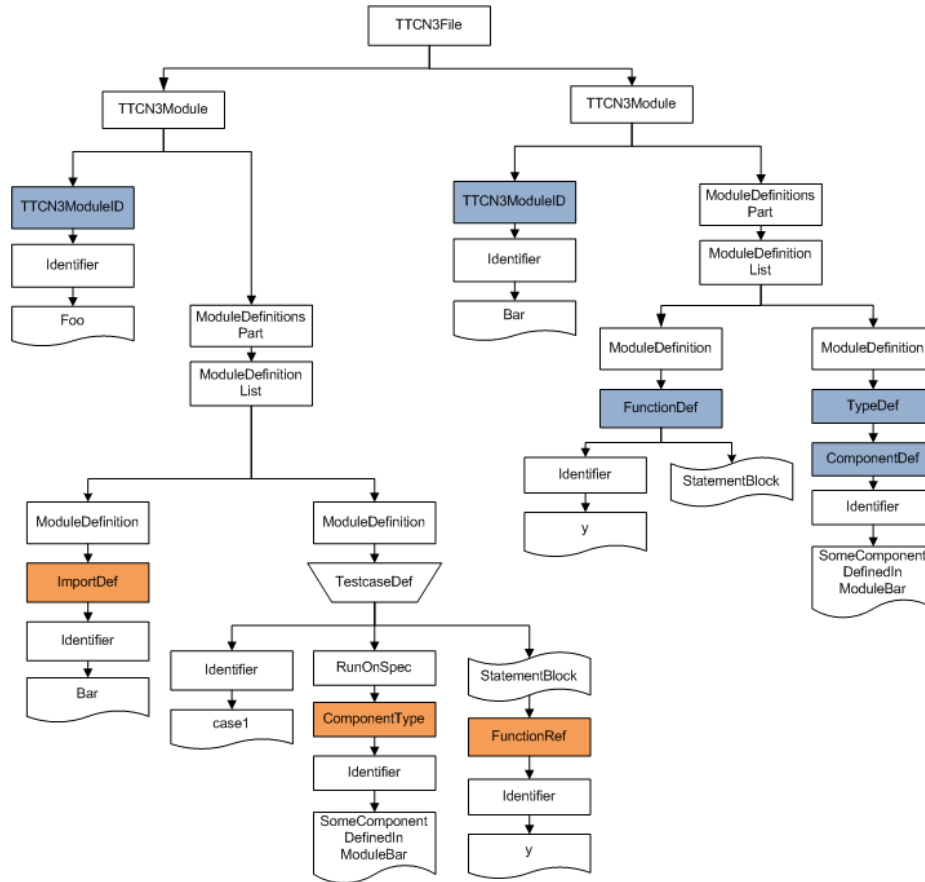 TTCN3File
TTCN3Module
TTCN3Module
TTCN3ModuleID
TTCN3ModuleID
ModuleDefinitions
Part
Identifier
Identifier
ModuleDefinition
List
Foo
Bar
ModuleDefinitions
Part
ModuleDefinition
ModuleDefinition
ModuleDefinition
List
FunctionDef
TypeDef
ComponentDef
Identifier
StatementBlock
Identifier
ModuleDefinition
ModuleDefinition
y
SomeComponent
DefinedIn
ModuleBar
ImportDef
TestcaseDef
Identifier
Identifier
RunOnSpec
StatementBlock
Bar
case1
ComponentType
FunctionRef
Identifier
Identifier
SomeComponent
DefinedIn
ModuleBar
y